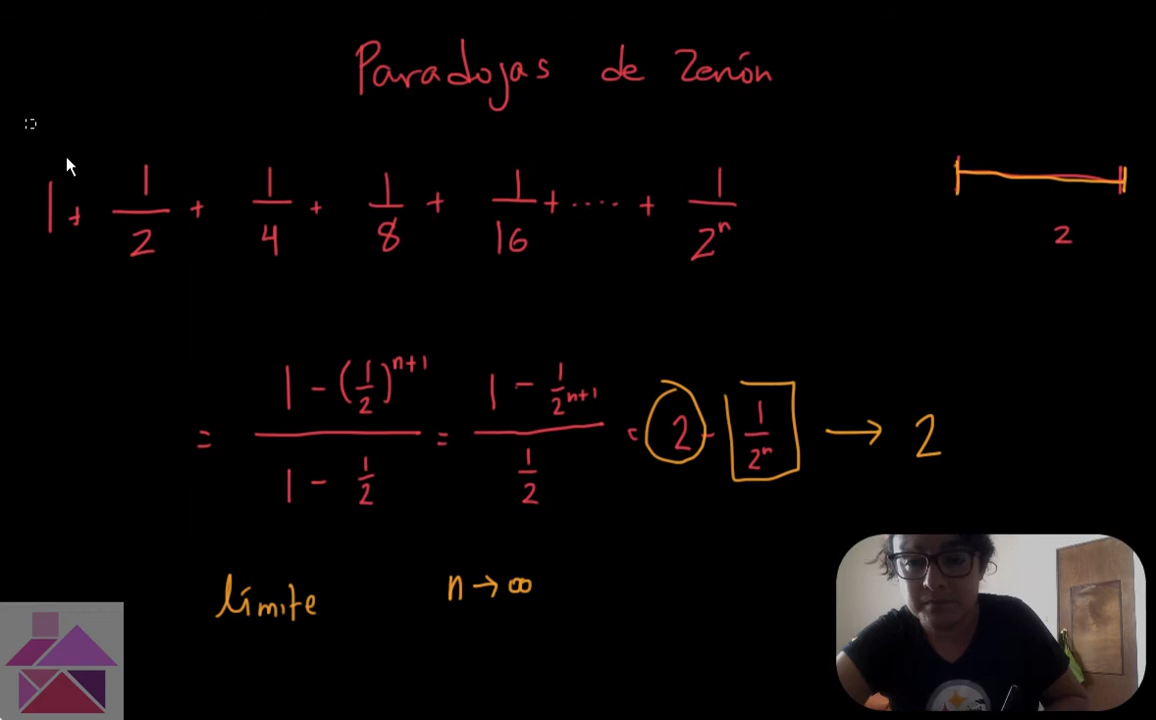 Paradojas de Zenón
1 + 1/2 + 1/4 + 1/8 + 1/16 + .... + 1/2^n
2
= (1 - (1/2)^(n+1)) / (1 - 1/2) = (1 - 1/2^(n+1)) / (1/2) = 2 - 1/2^n → 2
límite n → ∞